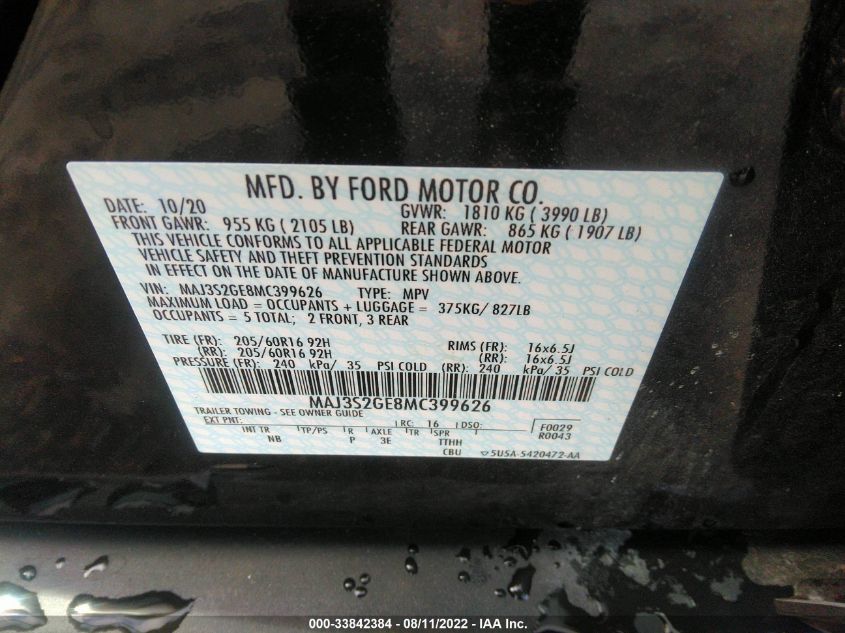 MFD. BY FORD MOTOR CO.
DATE: 10/20 GVWR: 1810 KG ( 3990 LB)
FRONT GAWR: 955 KG ( 2105 LB) REAR GAWR: 865 KG ( 1907 LB)
THIS VEHICLE CONFORMS TO ALL APPLICABLE FEDERAL MOTOR
VEHICLE SAFETY AND THEFT PREVENTION STANDARDS
IN EFFECT ON THE DATE OF MANUFACTURE SHOWN ABOVE.
VIN: MAJ3S2GE8MC399626 TYPE: MPV
MAXIMUM LOAD = OCCUPANTS + LUGGAGE = 375KG/ 827LB
OCCUPANTS = 5 TOTAL; 2 FRONT, 3 REAR
TIRE (FR): 205/60R16 92H RIMS (FR): 16x6.5J
(RR): 205/60R16 92H (RR): 16x6.5J
PRESSURE (FR): 240 kPa/ 35 PSI COLD (RR): 240 kPa/ 35 PSI COLD
MAJ3S2GE8MC399626
TRAILER TOWING - SEE OWNER GUIDE
EXT PNT: RC: 16 DSO: F0029
R0043
INT TR TP/PS R AXLE TR SPR
NB P 3E TTHH
CBU 5U5A-5420472-AA
000-33842384 - 08/11/2022 - IAA Inc.